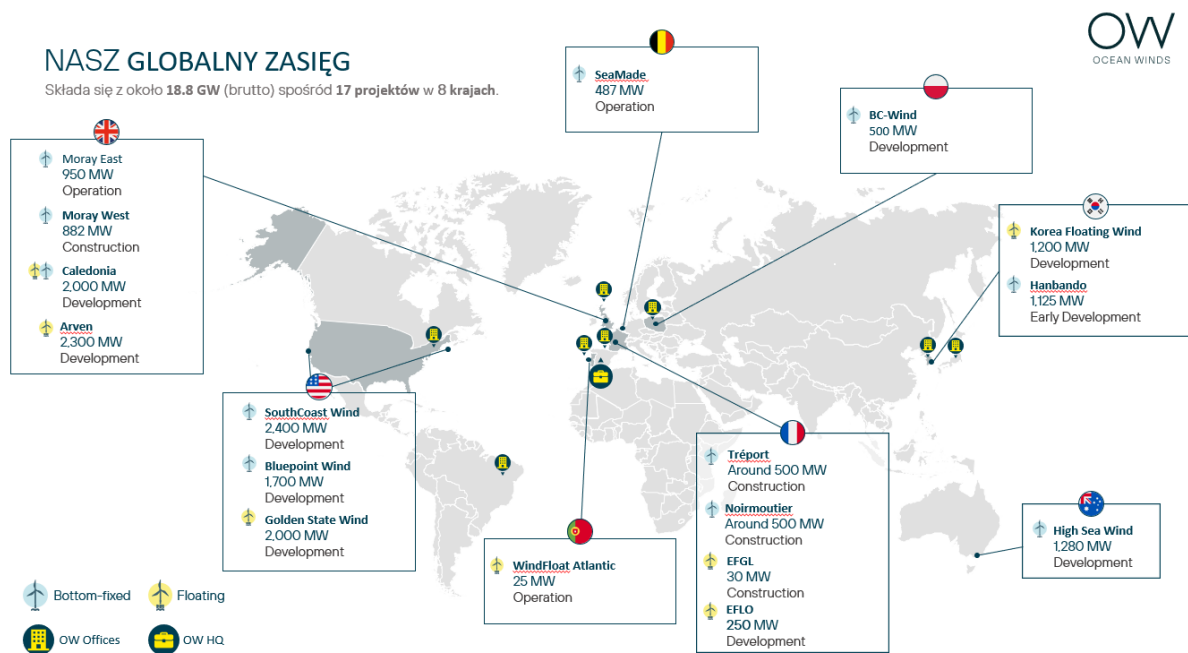 OW
OCEAN WINDS
NASZ GLOBALNY ZASIĘG
Składa się z około 18.8 GW (brutto) spośród 17 projektów w 8 krajach.
Moray East
950 MW
Operation
Moray West
882 MW
Construction
Caledonia
2,000 MW
Development
Arven
2,300 MW
Development
SeaMade
487 MW
Operation
BC-Wind
500 MW
Development
Korea Floating Wind
1,200 MW
Development
Hanbando
1,125 MW
Early Development
SouthCoast Wind
2,400 MW
Development
Bluepoint Wind
1,700 MW
Development
Golden State Wind
2,000 MW
Development
WindFloat Atlantic
25 MW
Operation
Tréport
Around 500 MW
Construction
Noirmoutier
Around 500 MW
Construction
EFGL
30 MW
Construction
EFLO
250 MW
Development
High Sea Wind
1,280 MW
Development
Bottom-fixed
Floating
OW Offices
OW HQ